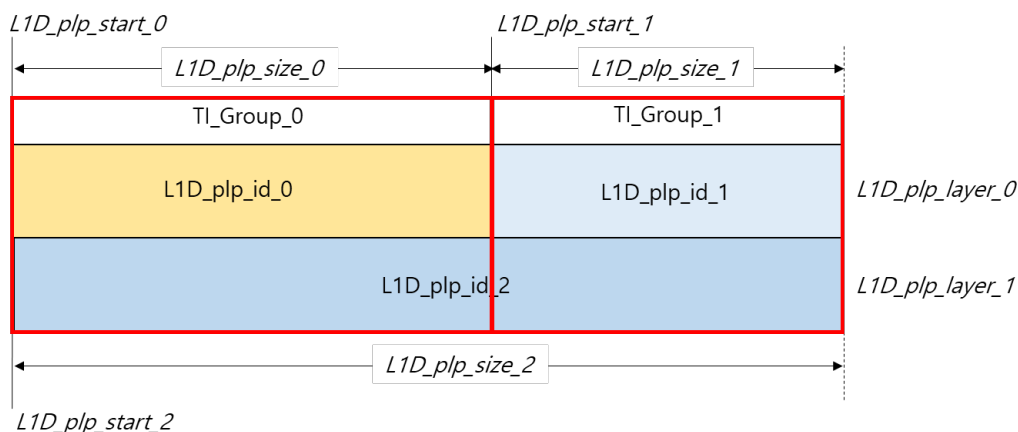 L1D_plp_start_0
L1D_plp_start_1
L1D_plp_size_0
L1D_plp_size_1
TI_Group_0
TI_Group_1
L1D_plp_id_0
L1D_plp_id_1
L1D_plp_layer_0
L1D_plp_id_2
L1D_plp_layer_1
L1D_plp_size_2
L1D_plp_start_2